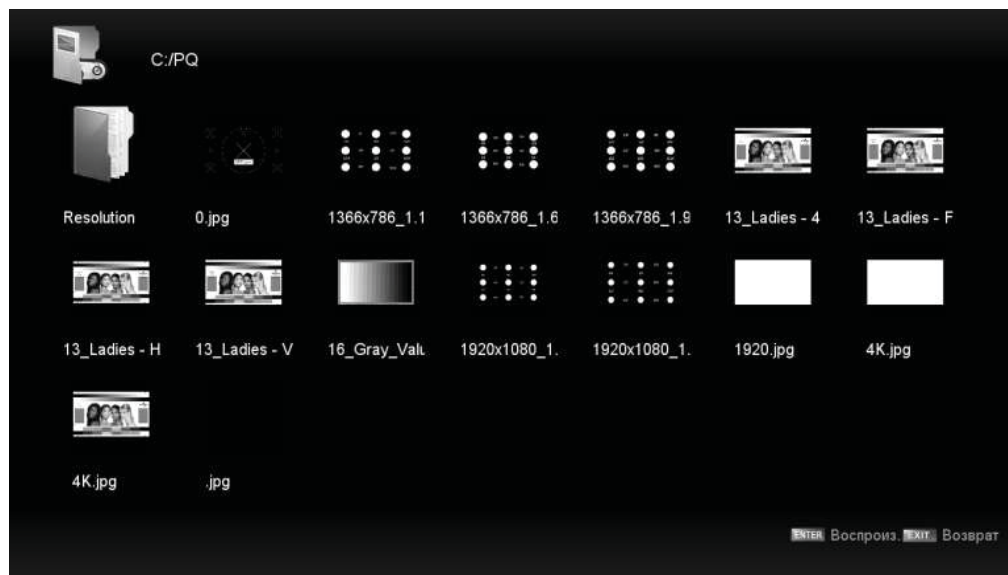 C:/PQ
Resolution 0.jpg 1366x786_1.1 1366x786_1.6 1366x786_1.9 13_Ladies - 4 13_Ladies - F
13_Ladies - H 13_Ladies - V 16_Gray_Valu 1920x1080_1. 1920x1080_1. 1920.jpg 4K.jpg
4K.jpg .jpg
ENTER Воспроиз. EXIT. Возврат